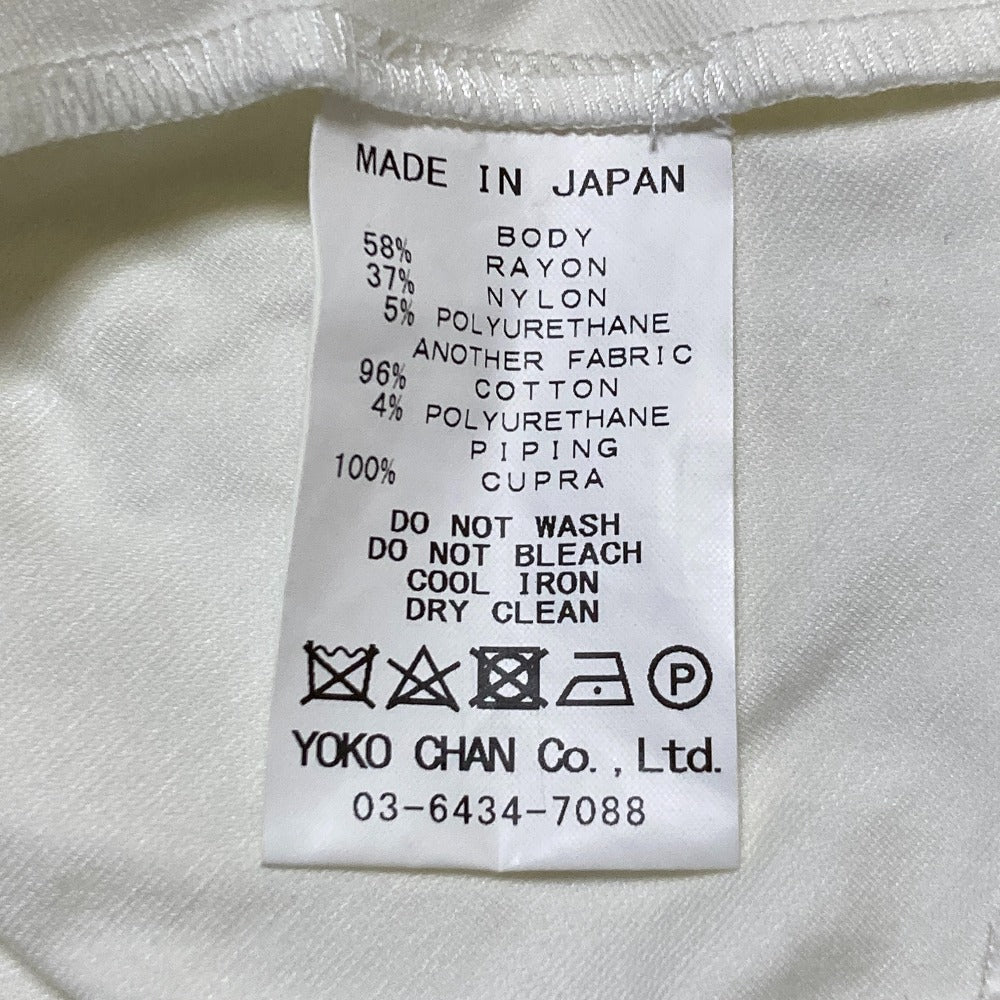 MADE IN JAPAN
BODY
58% RAYON
37% NYLON
5% POLYURETHANE
ANOTHER FABRIC
96% COTTON
4% POLYURETHANE
PIPING
100% CUPRA
DO NOT WASH
DO NOT BLEACH
COOL IRON
DRY CLEAN
P
YOKO CHAN Co., Ltd.
03-6434-7088